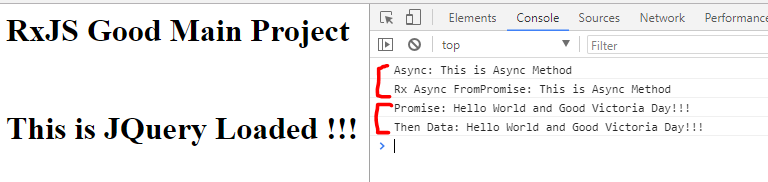 RxJS Good Main Project
This is JQuery Loaded !!!
Elements Console Sources Network Performance
top Filter
Async: This is Async Method
Rx Async FromPromise: This is Async Method
Promise: Hello World and Good Victoria Day!!!
Then Data: Hello World and Good Victoria Day!!!